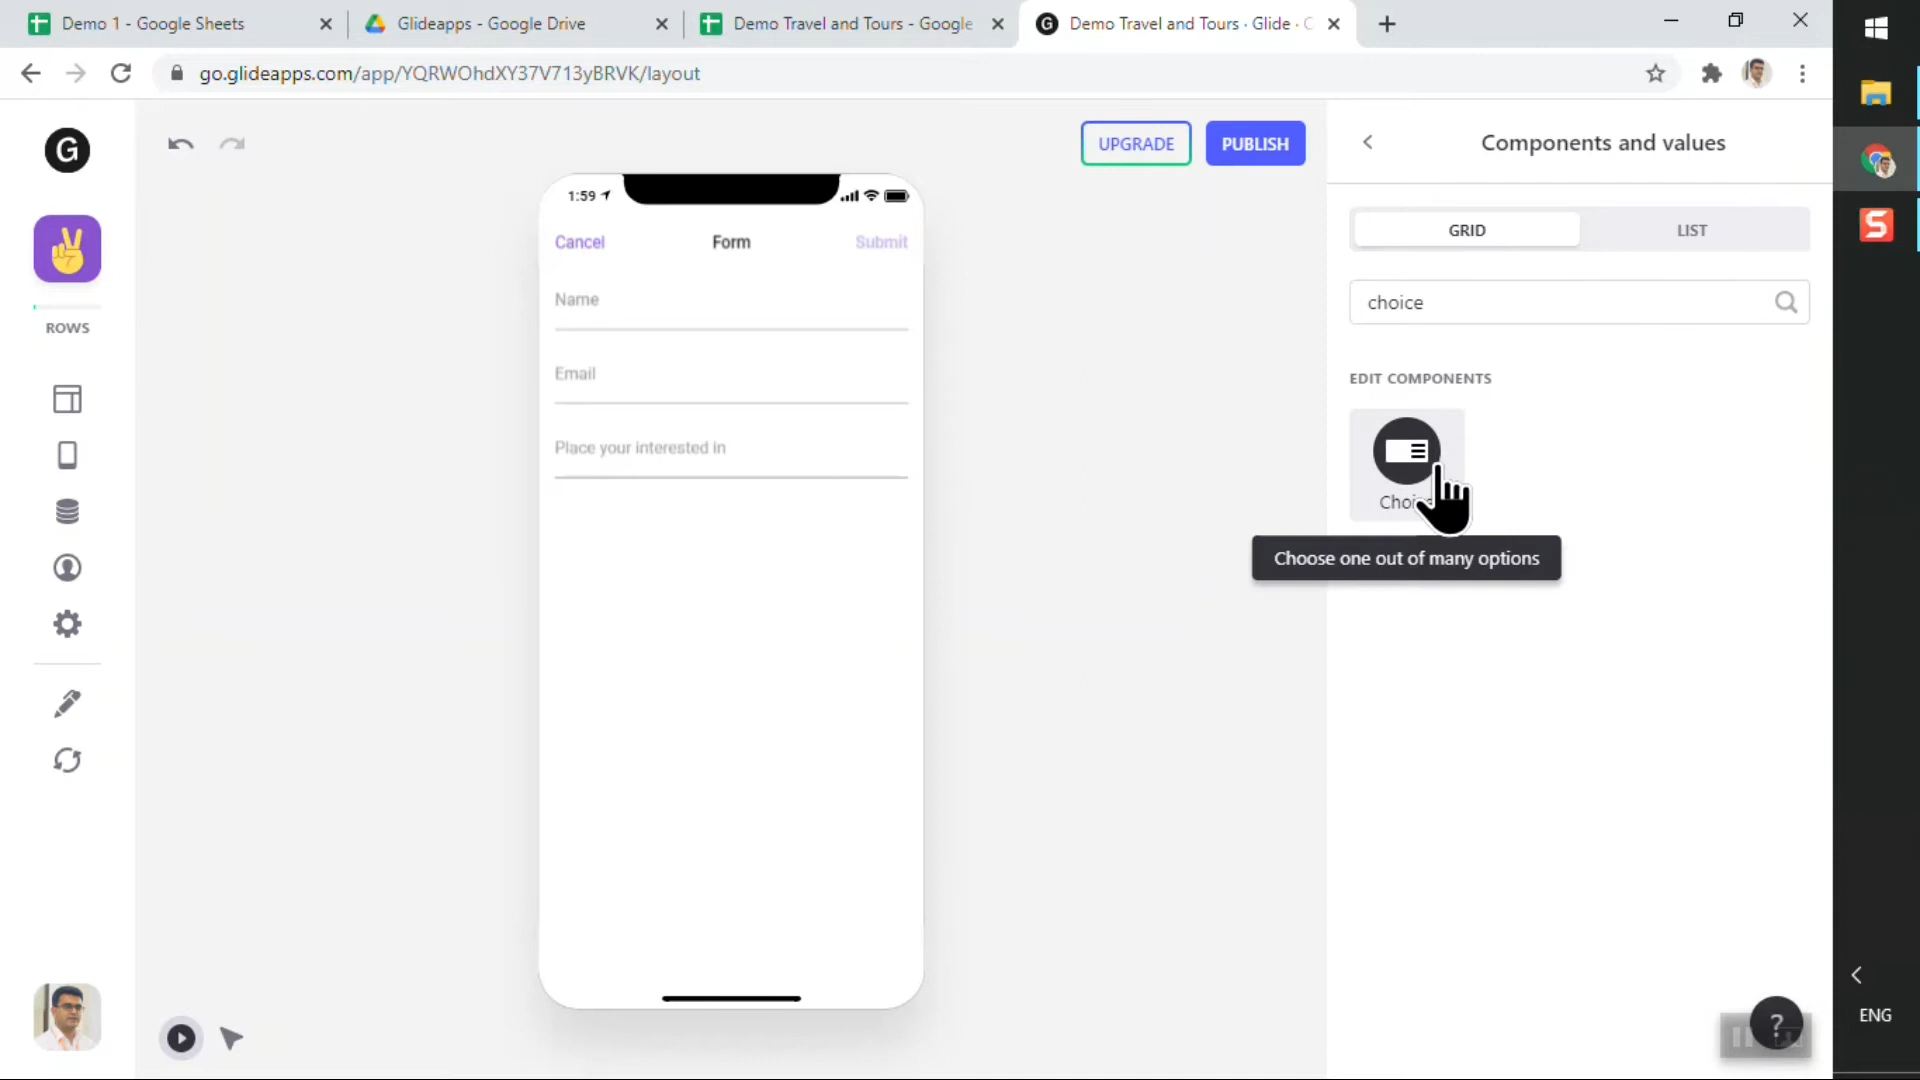 Demo 1 - Google Sheets
Glideapps - Google Drive
Demo Travel and Tours - Google
Demo Travel and Tours · Glide · C
go.glideapps.com/app/YQRWOhdXY37V713yBRVK/layout
G
ROWS
UPGRADE
PUBLISH
Components and values
1:59
Cancel
Form
Submit
Name
Email
Place your interested in
GRID
LIST
choice
EDIT COMPONENTS
Choose one out of many options
?
ENG